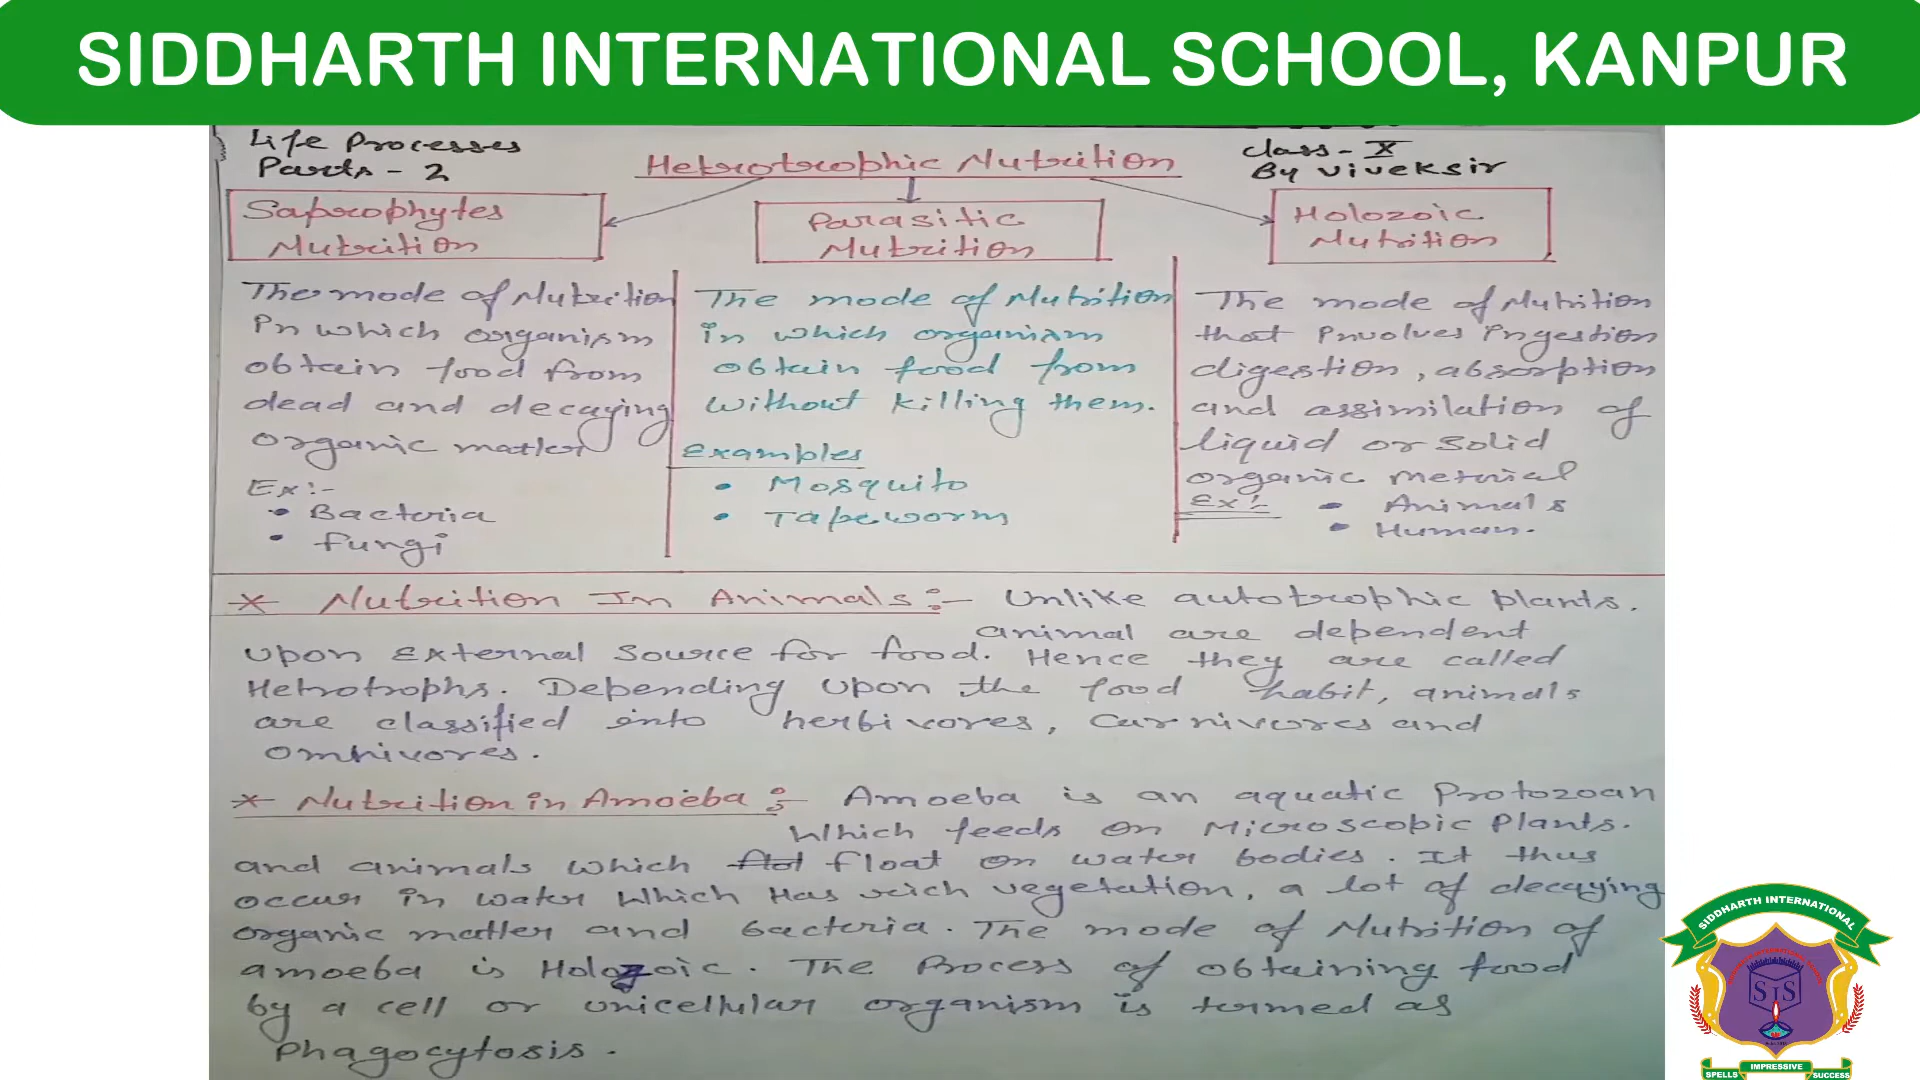 SIDDHARTH INTERNATIONAL SCHOOL, KANPUR
Life Processes
Parts - 2
Hetrotrophic Nutrition
Class - X
By Viveksir
Saprophytes
Nutrition
Parasitic
Nutrition
Holozoic
Nutrition
The mode of Nutrition
In which organism
obtain food from
dead and decaying
organic matter
Ex:-
• Bacteria
• fungi
The mode of Nutrition
in which organism
obtain food from
without killing them.
Examples
• Mosquito
• Tapeworm
The mode of Nutrition
that Involves Ingestion
digestion, absorption
and assimilation of
liquid or solid
organic meterial
Ex:-
• Animals
• Human.
* Nutrition In Animals:- Unlike autotrophic plants.
animal are dependent
upon external source for food. Hence they are called
Hetrotrophs. Depending upon the food habit, animals
are classified into herbivores, Carnivores and
omnivores.
* Nutrition in Amoeba :- Amoeba is an aquatic Protozoan
Which feeds on Microscopic Plants.
and animals which float on water bodies. It thus
occur in water Which Has rich vegetation, a lot of decaying
organic matter and bacteria. The mode of Nutrition of
amoeba is Holozoic. The Process of obtaining food
by a cell or unicellular organism is termed as
Phagocytosis.
SIDDHARTH INTERNATIONAL
SIS
SPELLS IMPRESSIVE SUCCESS